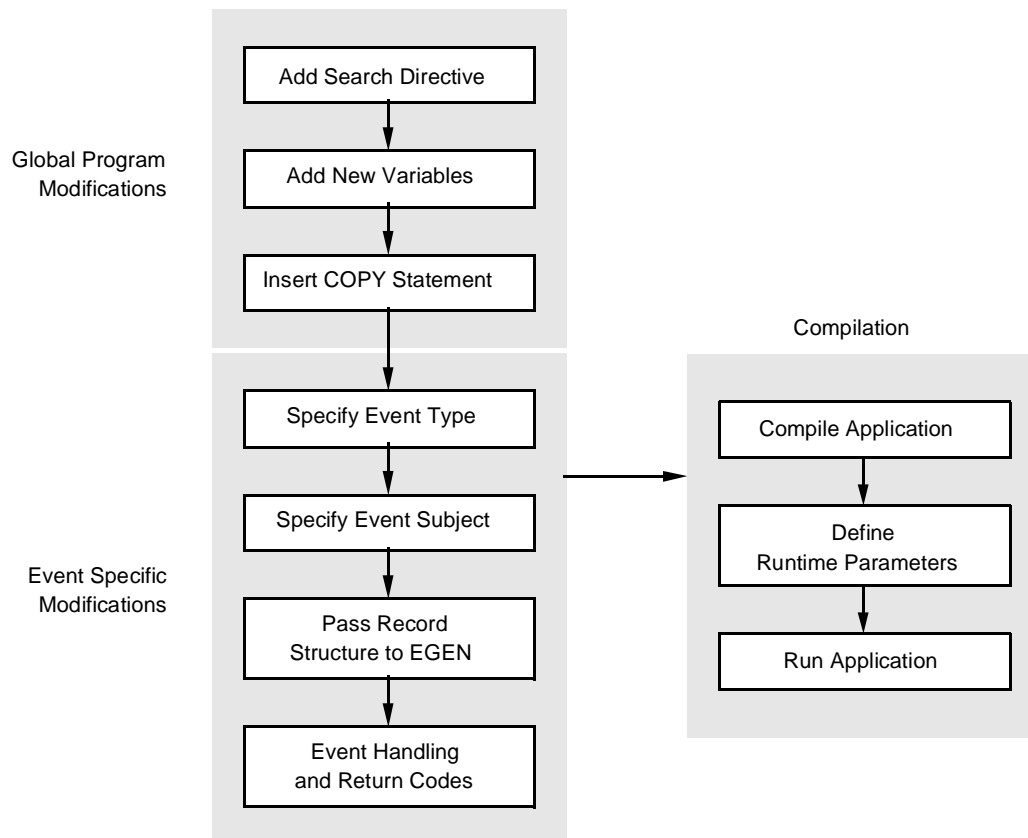 Global Program
Modifications
Add Search Directive
Add New Variables
Insert COPY Statement
Event Specific
Modifications
Specify Event Type
Specify Event Subject
Pass Record
Structure to EGEN
Event Handling
and Return Codes
Compilation
Compile Application
Define
Runtime Parameters
Run Application